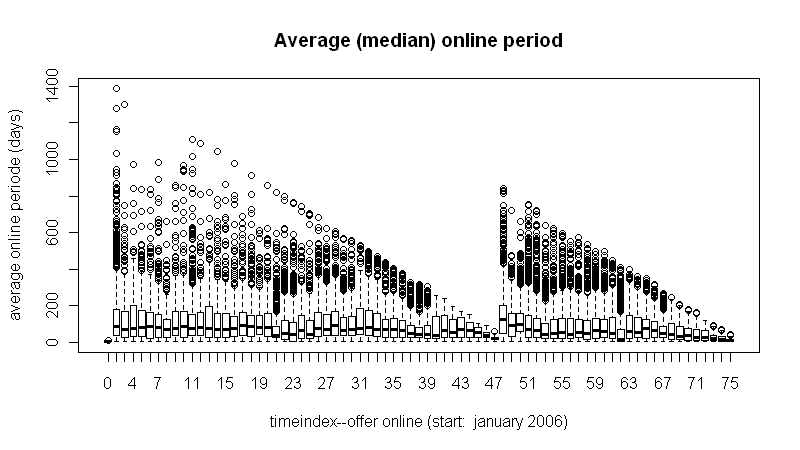 Average (median) online period
average online periode (days)
1400
1000
600
200
0
0 4 7 11 15 19 23 27 31 35 39 43 47 51 55 59 63 67 71 75
timeindex--offer online (start: january 2006)